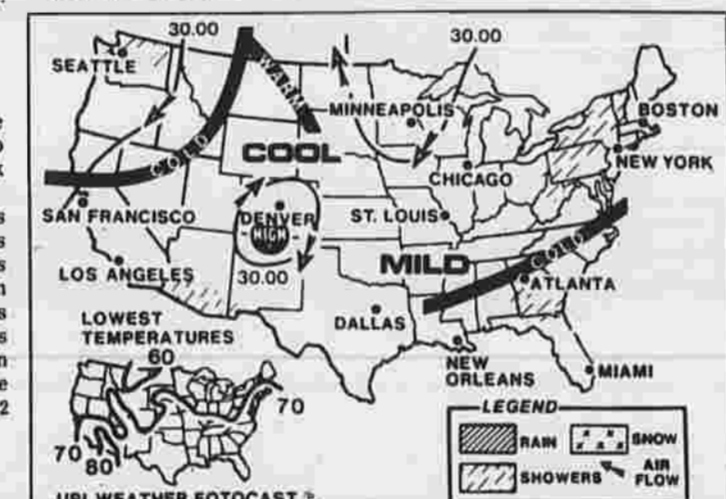 30.00
30.00
SEATTLE
WARM
MINNEAPOLIS
BOSTON
COLD
COOL
NEW YORK
CHICAGO
SAN FRANCISCO
DENVER
ST. LOUIS
HIGH
MILD
COLD
LOS ANGELES
30.00
ATLANTA
LOWEST
TEMPERATURES
DALLAS
60
NEW
ORLEANS
MIAMI
70
70
80
LEGEND
RAIN
SNOW
SHOWERS
AIR
FLOW
UPI WEATHER FOTOCAST ®